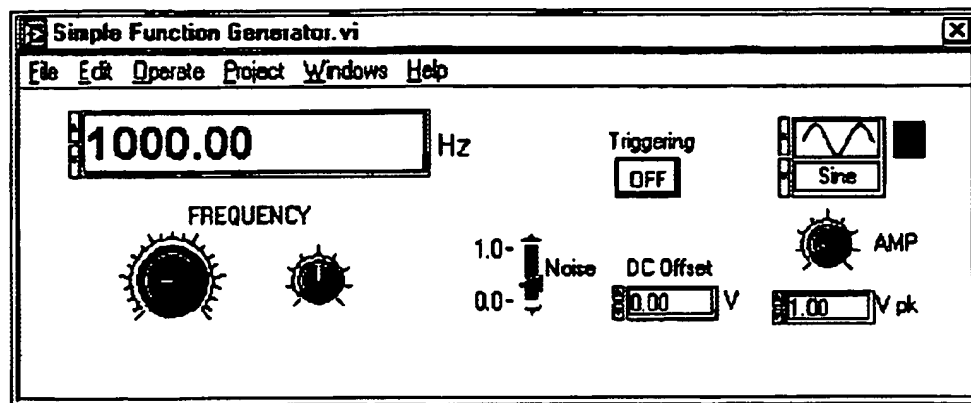 Simple Function Generator.vi
File Edit Operate Project Windows Help
1000.00 Hz
Triggering
OFF
Sine
FREQUENCY
AMP
1.0-
Noise
0.0-
DC Offset
0.00 V
1.00 V pk